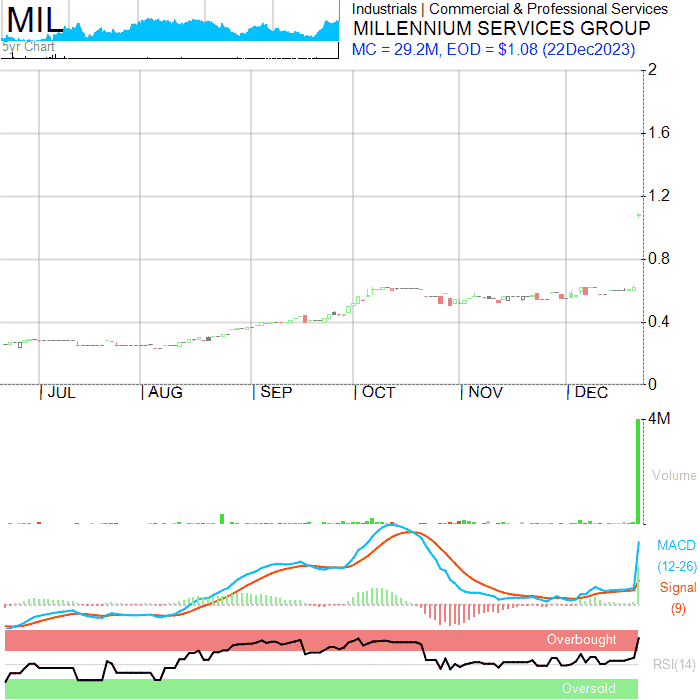 MIL
5yr Chart
Industrials | Commercial & Professional Services
MILLENNIUM SERVICES GROUP
MC = 29.2M, EOD = $1.08 (22Dec2023)
2
1.6
1.2
0.8
0.4
0
JUL
AUG
SEP
OCT
NOV
DEC
4M
Volume
MACD
(12-26)
Signal
(9)
Overbought
RSI(14)
Oversold